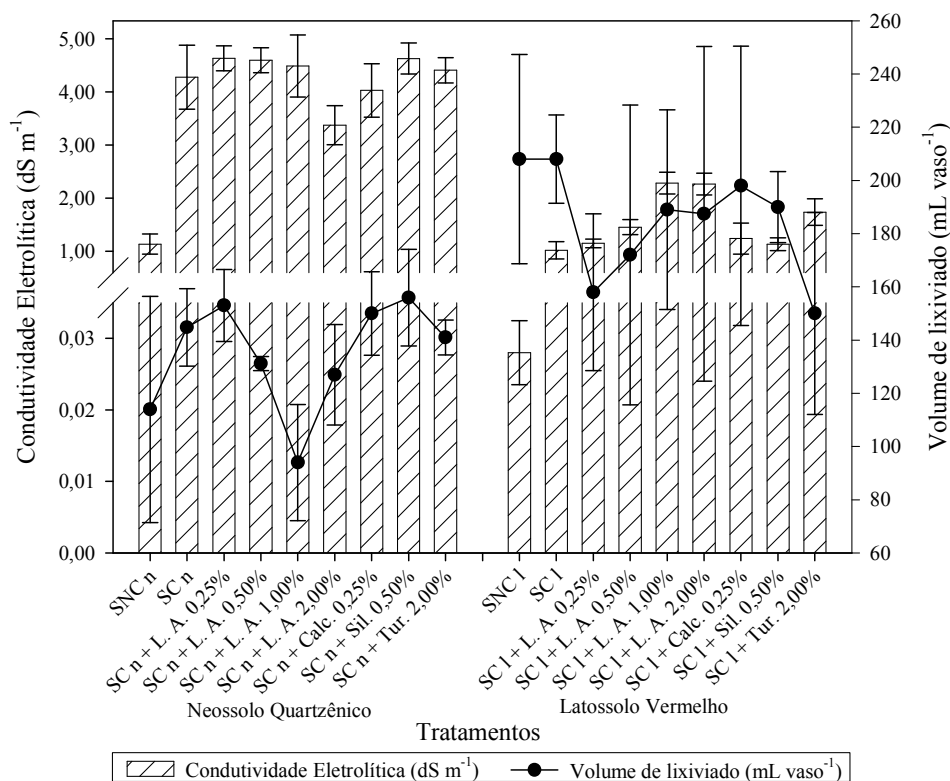 Condutividade Eletrolítica (dS m⁻¹)
5,00
4,00
3,00
2,00
1,00
0,03
0,02
0,01
0,00
260
240
220
200
180
160
140
120
100
80
60
Volume de lixiviado (mL vaso⁻¹)
SNC n
SC n
SC n + L. A 0,25%
SC n + L. A 0,50%
SC n + L. A 1,00%
SC n + L. A 2,00%
SC n + Calc. 0,25%
SC n + Sil. 0,50%
SC n + Tur. 2,00%
SNC l
SC l
SC l + L. A 0,25%
SC l + L. A 0,50%
SC l + L. A 1,00%
SC l + L. A 2,00%
SC l + Calc. 0,25%
SC l + Sil. 0,50%
SC l + Tur. 2,00%
Neossolo Quartzênico
Latossolo Vermelho
Tratamentos
Condutividade Eletrolítica (dS m⁻¹)
Volume de lixiviado (mL vaso⁻¹)